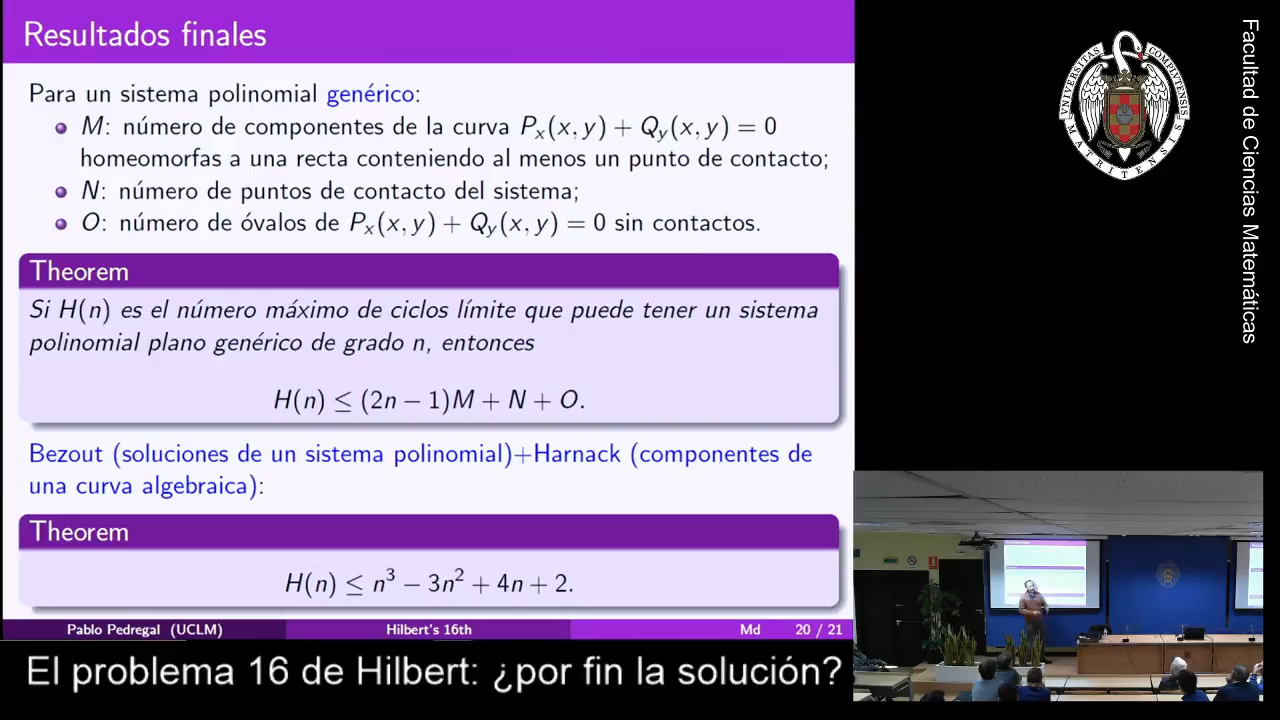 Resultados finales
Para un sistema polinomial genérico:
M: número de componentes de la curva Pₓ(x, y) + Q_y(x, y) = 0
homeomorfas a una recta conteniendo al menos un punto de contacto;
N: número de puntos de contacto del sistema;
O: número de óvalos de Pₓ(x, y) + Q_y(x, y) = 0 sin contactos.
Theorem
Si H(n) es el número máximo de ciclos límite que puede tener un sistema
polinomial plano genérico de grado n, entonces
H(n) ≤ (2n − 1)M + N + O.
Bezout (soluciones de un sistema polinomial)+Harnack (componentes de
una curva algebraica):
Theorem
H(n) ≤ n³ − 3n² + 4n + 2.
Pablo Pedregal (UCLM) Hilbert's 16th Md 20 / 21
El problema 16 de Hilbert: ¿por fin la solución?
Facultad de Ciencias Matemáticas
VNIVERSITAS COMPLVTENSIS
MATRITENSIS